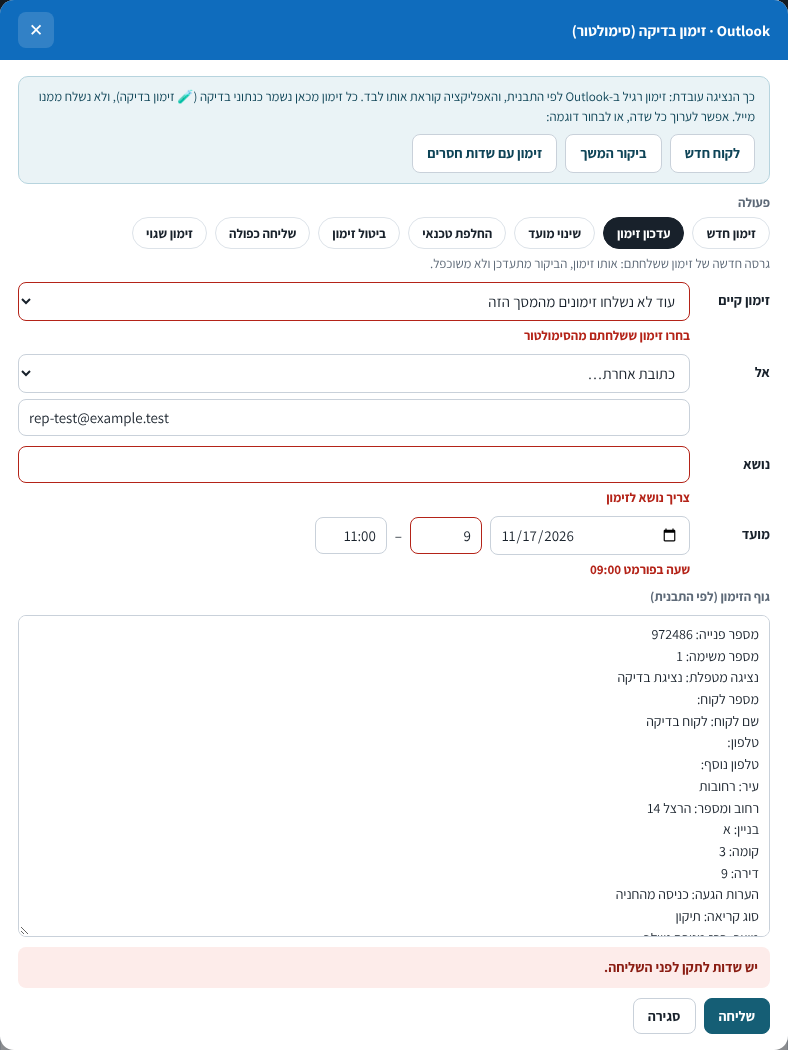 Outlook · זימון בדיקה (סימולטור)
✕
כך הנציגה עובדת: זימון רגיל ב-Outlook לפי התבנית, והאפליקציה קוראת אותו לבד. כל זימון מכאן נשמר כנתוני בדיקה (🧪 זימון בדיקה), ולא נשלח ממנו
מייל. אפשר לערוך כל שדה, או לבחור דוגמה:
לקוח חדש
ביקור המשך
זימון עם שדות חסרים
פעולה
זימון חדש
עדכון זימון
שינוי מועד
החלפת טכנאי
ביטול זימון
שליחה כפולה
זימון שגוי
גרסה חדשה של זימון ששלחתם: אותו זימון, הביקור מתעדכן ולא משוכפל.
זימון קיים
עוד לא נשלחו זימונים מהמסך הזה
בחרו זימון ששלחתם מהסימולטור
אל
כתובת אחרת…
rep-test@example.test
נושא
צריך נושא לזימון
מועד
11/17/2026
9
–
11:00
שעה בפורמט 09:00
גוף הזימון (לפי התבנית)
מספר פנייה: 972486
מספר משימה: 1
נציגה מטפלת: נציגת בדיקה
מספר לקוח:
שם לקוח: לקוח בדיקה
טלפון:
טלפון נוסף:
עיר: רחובות
רחוב ומספר: הרצל 14
בניין: א
קומה: 3
דירה: 9
הערות הגעה: כניסה מהחניה
סוג קריאה: תיקון
יש שדות לתקן לפני השליחה.
שליחה
סגירה